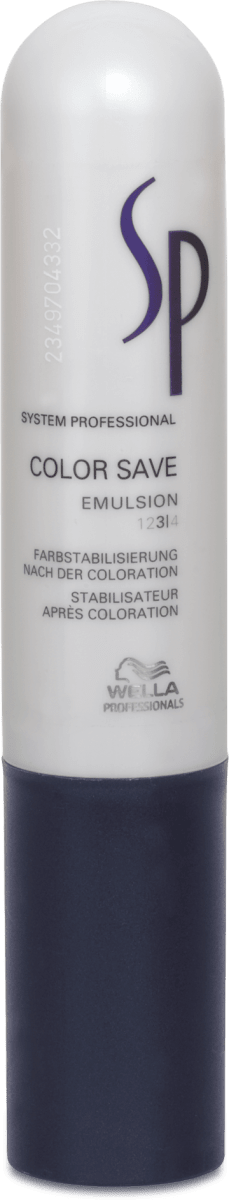 SP
2349704332
SYSTEM PROFESSIONAL
COLOR SAVE
EMULSION
123|4
FARBSTABILISIERUNG
NACH DER COLORATION
STABILISATEUR
APRÈS COLORATION
WELLA
PROFESSIONALS